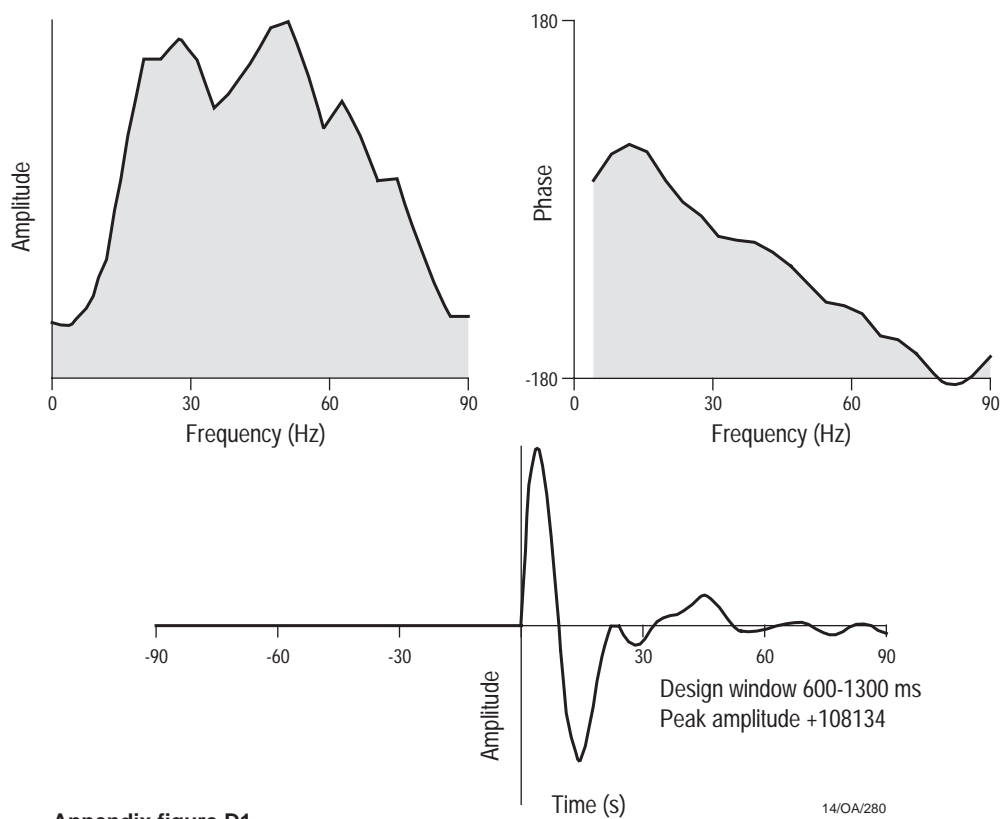 Amplitude
0
30
60
90
Frequency (Hz)
180
Phase
-180
0
30
60
90
Frequency (Hz)
-90
-60
-30
30
60
90
Amplitude
Design window 600-1300 ms
Peak amplitude +108134
Time (s)
14/OA/280
Appendix figure D1